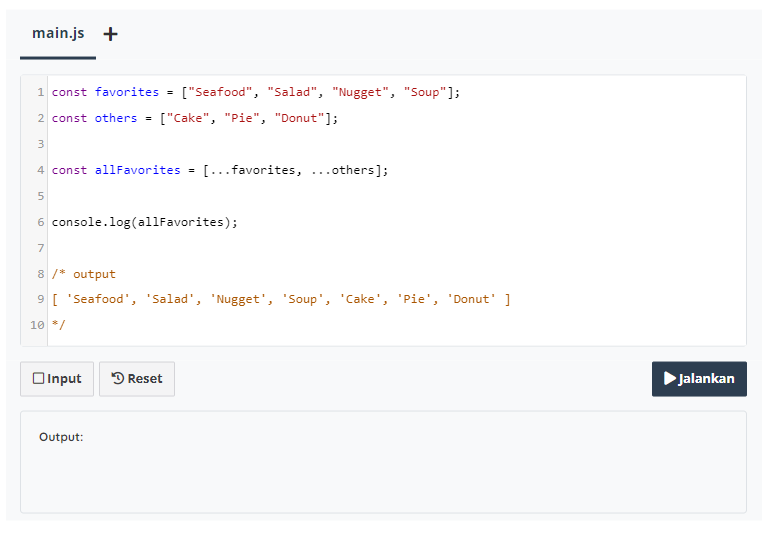 main.js +
1 const favorites = ["Seafood", "Salad", "Nugget", "Soup"];
2 const others = ["Cake", "Pie", "Donut"];
3
4 const allFavorites = [...favorites, ...others];
5
6 console.log(allFavorites);
7
8 /* output
9 [ 'Seafood', 'Salad', 'Nugget', 'Soup', 'Cake', 'Pie', 'Donut' ]
10 */
Input Reset Jalankan
Output: